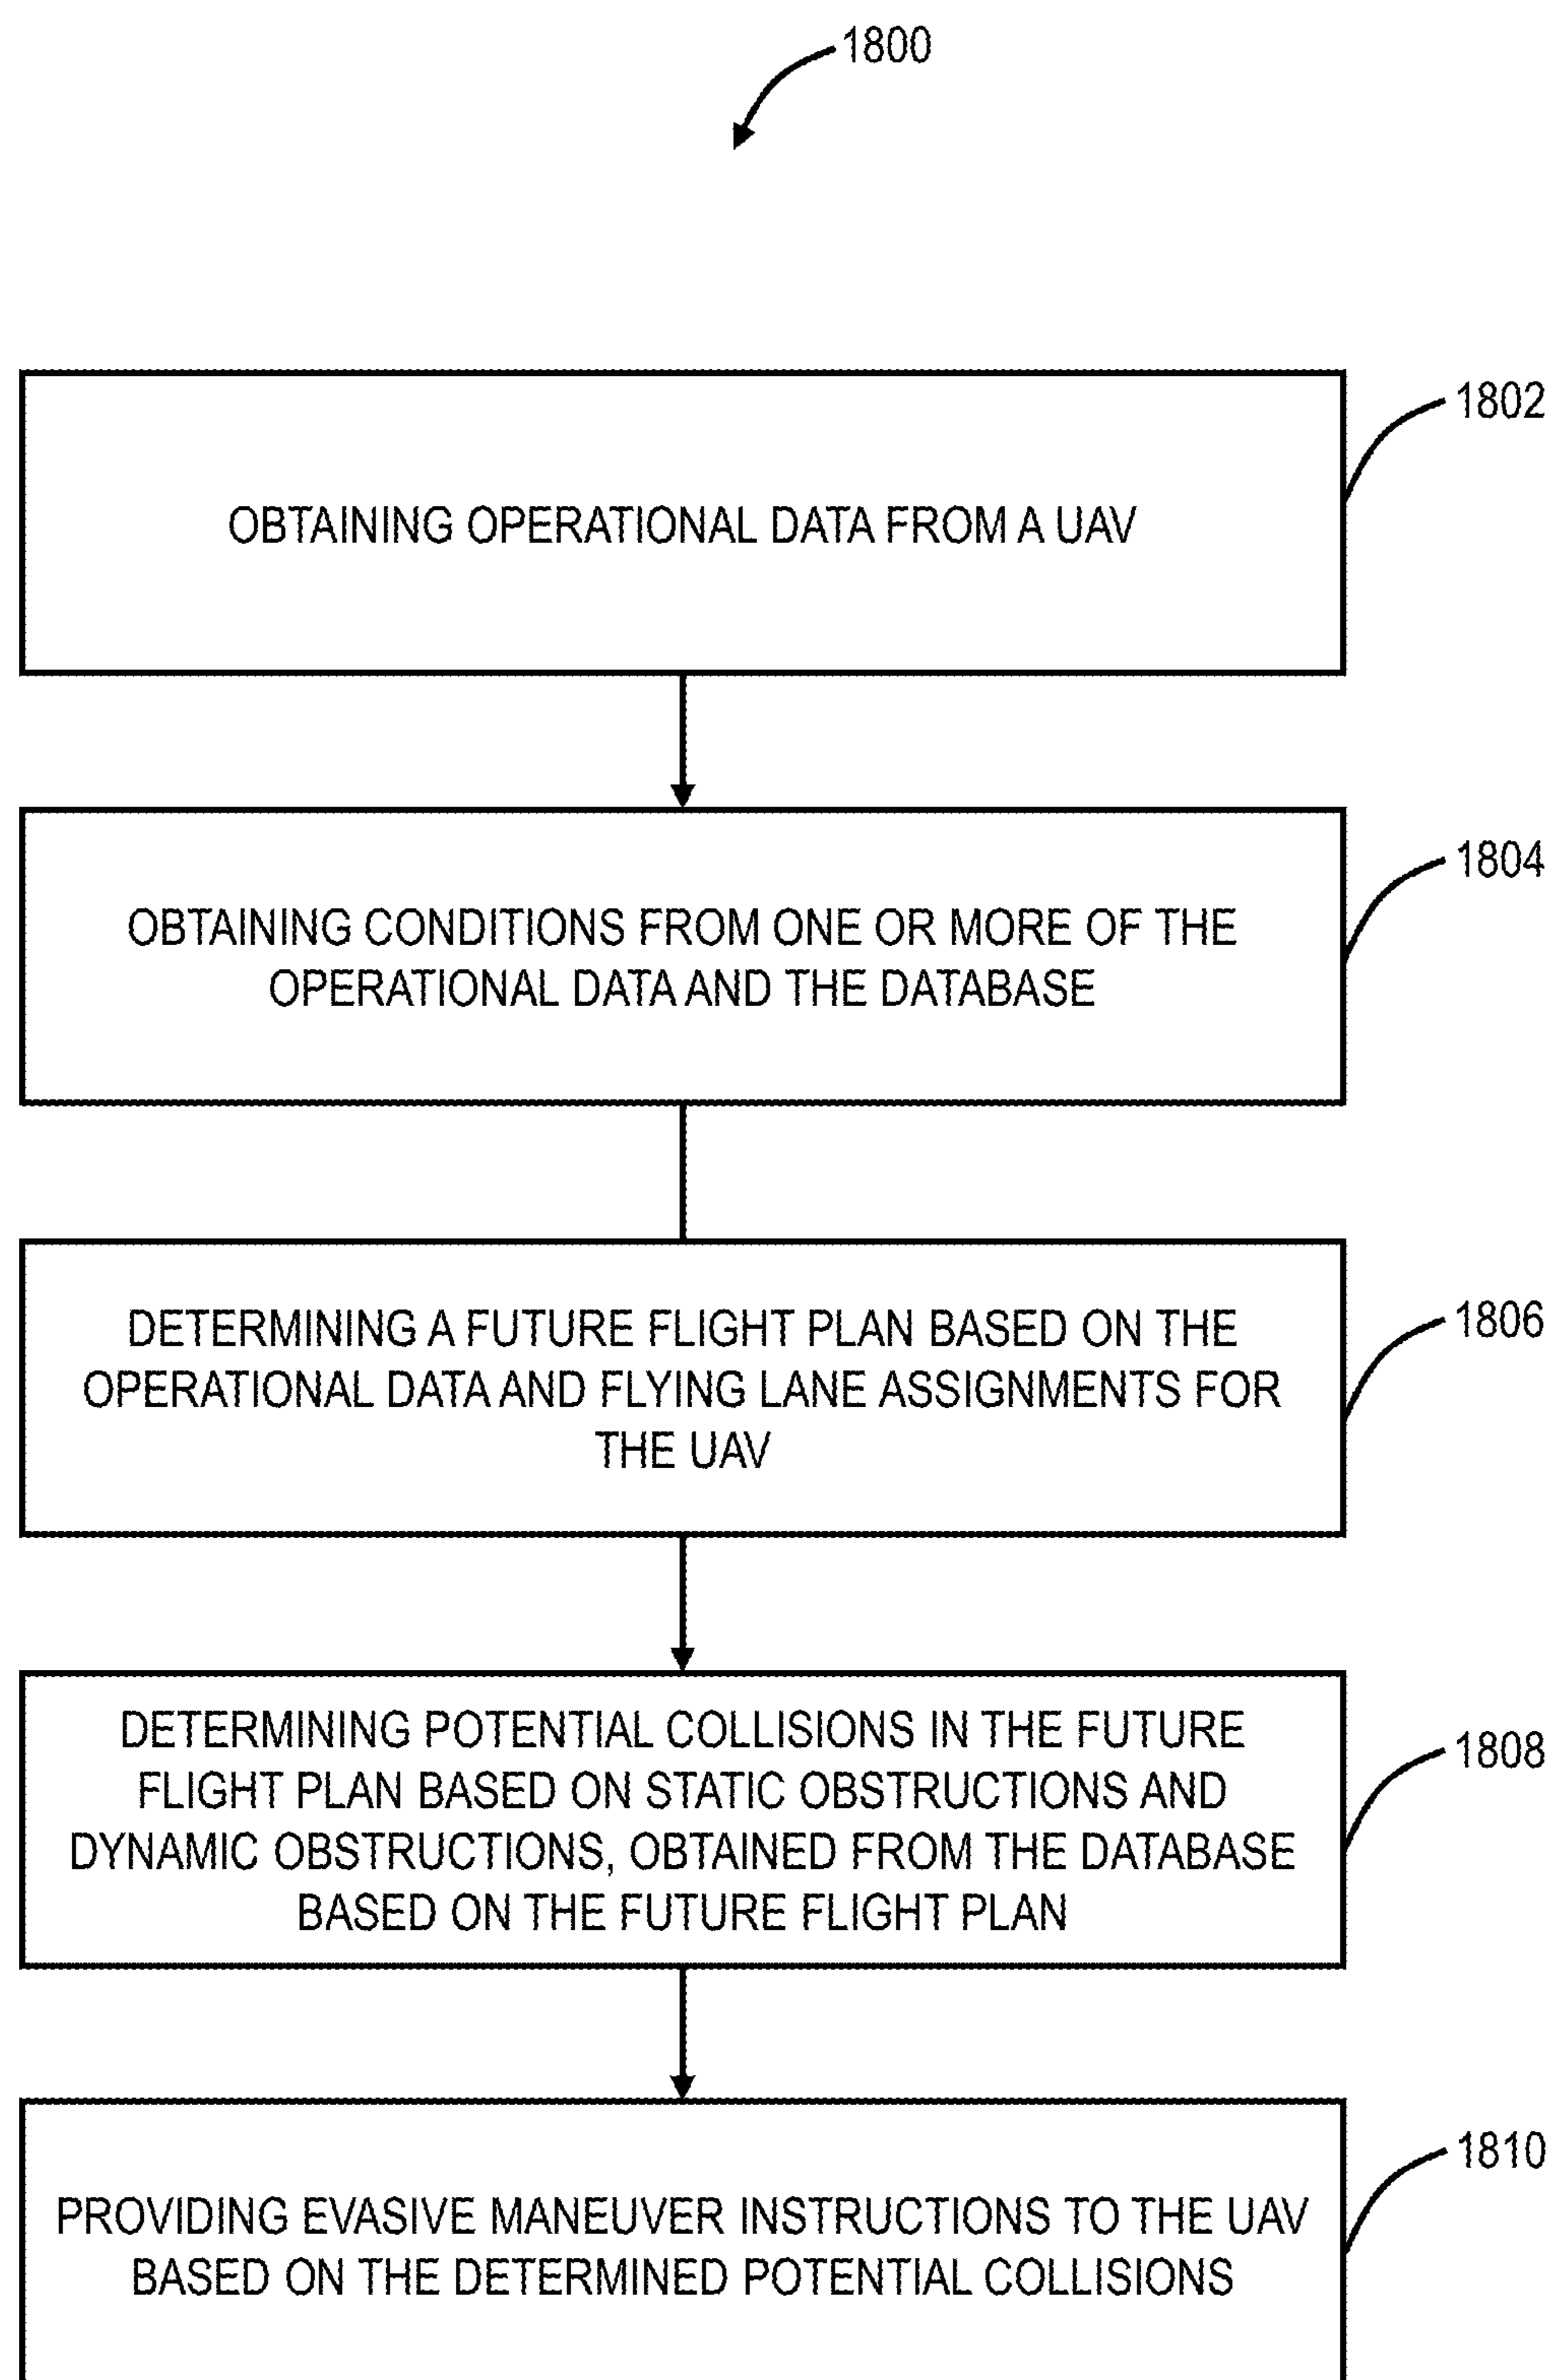 1800
1802
OBTAINING OPERATIONAL DATA FROM A UAV
1804
OBTAINING CONDITIONS FROM ONE OR MORE OF THE
OPERATIONAL DATA AND THE DATABASE
1806
DETERMINING A FUTURE FLIGHT PLAN BASED ON THE
OPERATIONAL DATA AND FLYING LANE ASSIGNMENTS FOR
THE UAV
1808
DETERMINING POTENTIAL COLLISIONS IN THE FUTURE
FLIGHT PLAN BASED ON STATIC OBSTRUCTIONS AND
DYNAMIC OBSTRUCTIONS, OBTAINED FROM THE DATABASE
BASED ON THE FUTURE FLIGHT PLAN
1810
PROVIDING EVASIVE MANEUVER INSTRUCTIONS TO THE UAV
BASED ON THE DETERMINED POTENTIAL COLLISIONS